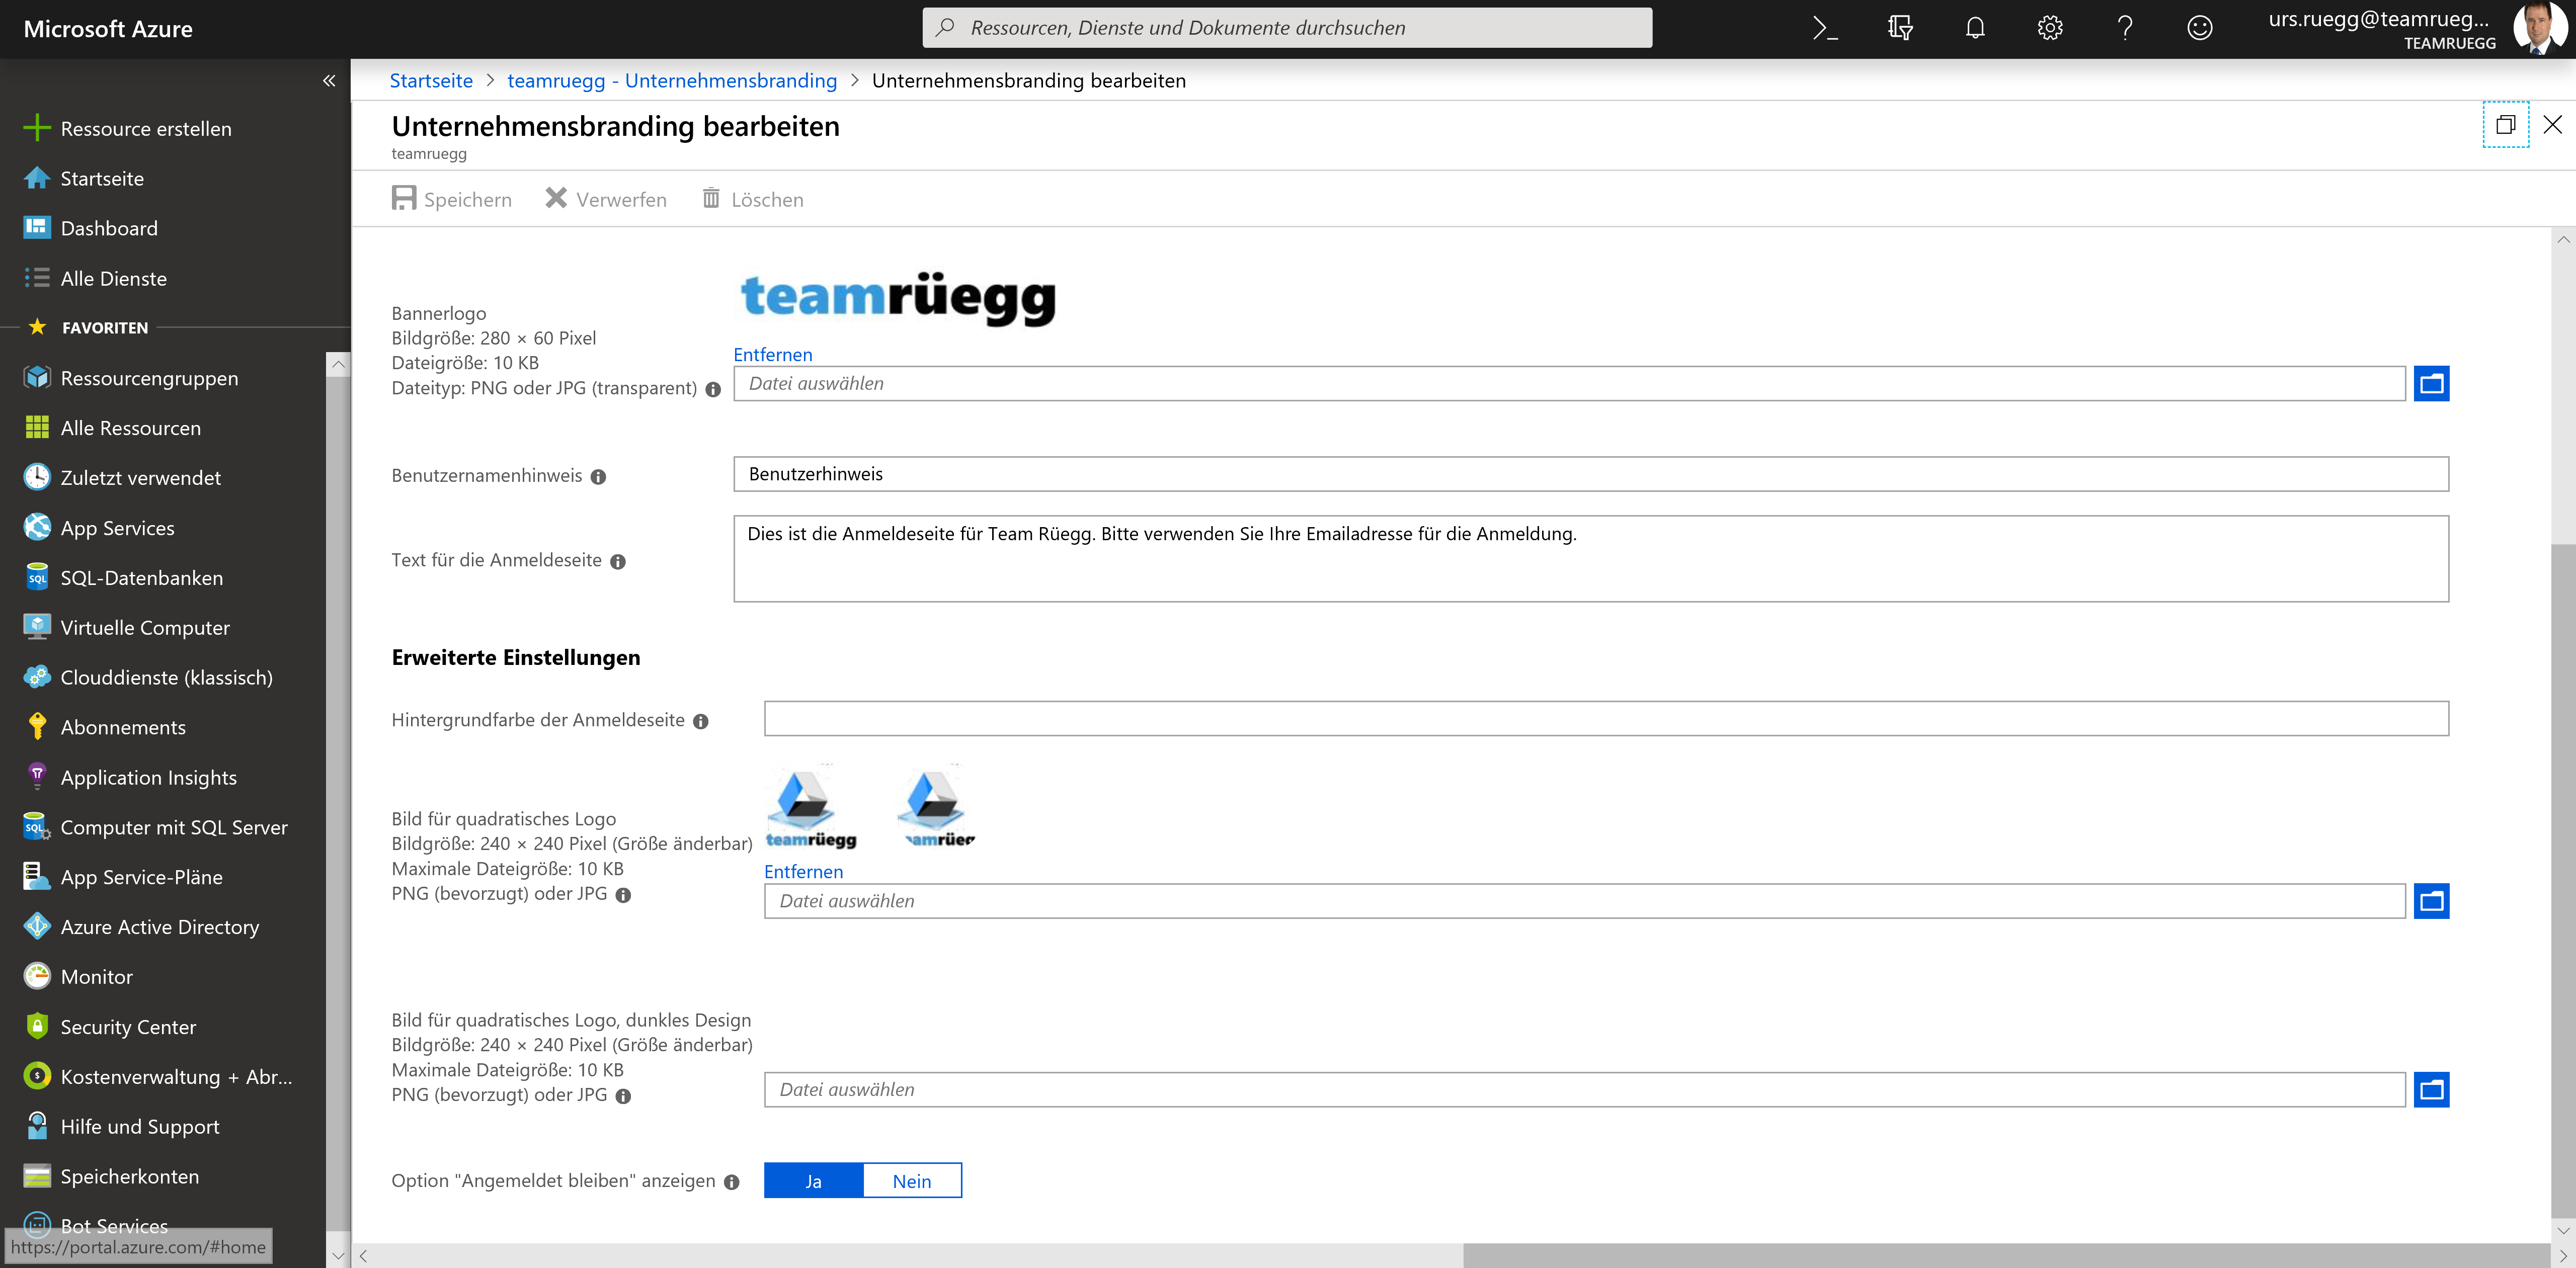 Microsoft Azure
Ressourcen, Dienste und Dokumente durchsuchen
urs.ruegg@teamrueg...
TEAMRUEGG
Ressource erstellen
Startseite
Dashboard
Alle Dienste
FAVORITEN
Ressourcengruppen
Alle Ressourcen
Zuletzt verwendet
App Services
SQL-Datenbanken
Virtuelle Computer
Clouddienste (klassisch)
Abonnements
Application Insights
Computer mit SQL Server
App Service-Pläne
Azure Active Directory
Monitor
Security Center
Kostenverwaltung + Abr...
Hilfe und Support
Speicherkonten
Bot Services
https://portal.azure.com/#home
Startseite > teamruegg - Unternehmensbranding > Unternehmensbranding bearbeiten
Unternehmensbranding bearbeiten
teamruegg
Speichern Verwerfen Löschen
teamrüegg
Bannerlogo
Bildgröße: 280 × 60 Pixel
Dateigröße: 10 KB
Dateityp: PNG oder JPG (transparent)
Entfernen
Datei auswählen
Benutzernamenhinweis
Benutzerhinweis
Text für die Anmeldeseite
Dies ist die Anmeldeseite für Team Rüegg. Bitte verwenden Sie Ihre Emailadresse für die Anmeldung.
Erweiterte Einstellungen
Hintergrundfarbe der Anmeldeseite
teamrüegg
amrüeg
Bild für quadratisches Logo
Bildgröße: 240 × 240 Pixel (Größe änderbar)
Maximale Dateigröße: 10 KB
PNG (bevorzugt) oder JPG
Entfernen
Datei auswählen
Bild für quadratisches Logo, dunkles Design
Bildgröße: 240 × 240 Pixel (Größe änderbar)
Maximale Dateigröße: 10 KB
PNG (bevorzugt) oder JPG
Datei auswählen
Option "Angemeldet bleiben" anzeigen
Ja Nein